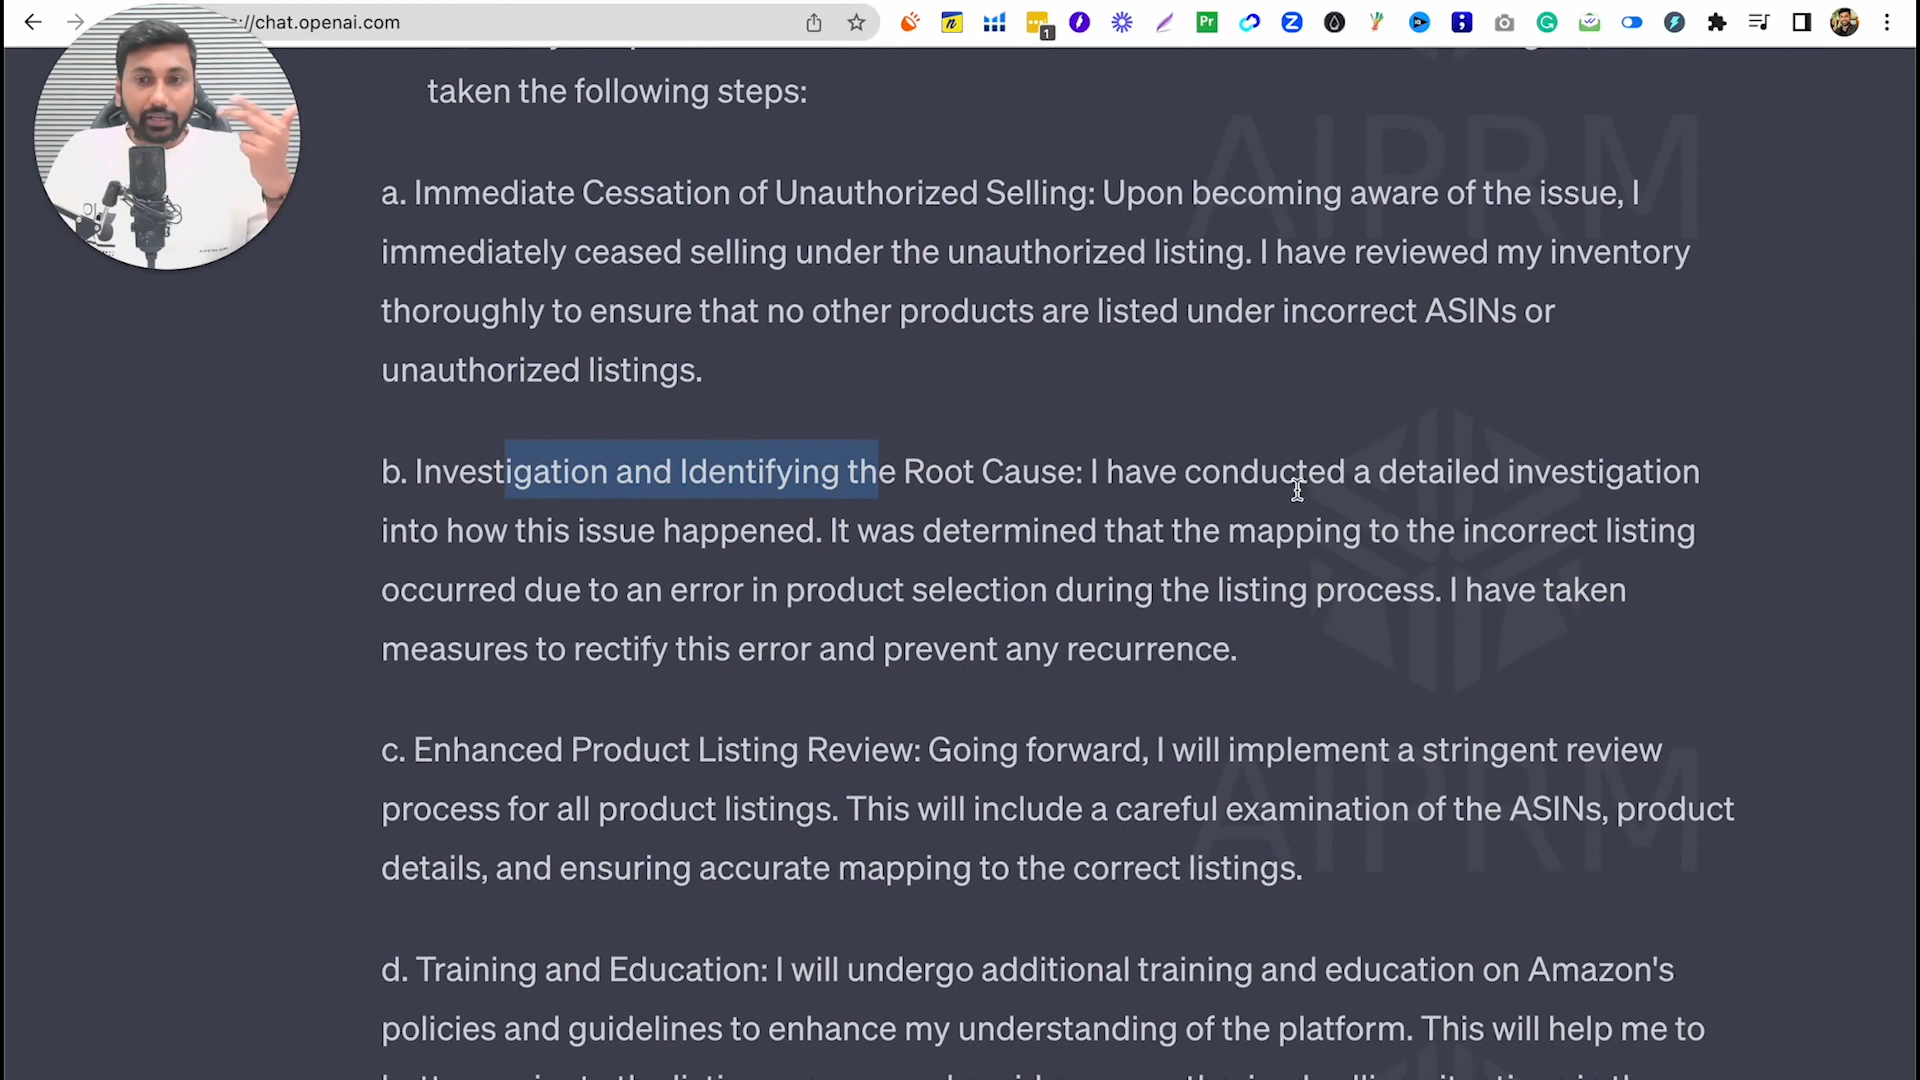 ://chat.openai.com
1
taken the following steps:
a. Immediate Cessation of Unauthorized Selling: Upon becoming aware of the issue, I
immediately ceased selling under the unauthorized listing. I have reviewed my inventory
thoroughly to ensure that no other products are listed under incorrect ASINs or
unauthorized listings.
b. Investigation and Identifying the Root Cause: I have conducted a detailed investigation
into how this issue happened. It was determined that the mapping to the incorrect listing
occurred due to an error in product selection during the listing process. I have taken
measures to rectify this error and prevent any recurrence.
c. Enhanced Product Listing Review: Going forward, I will implement a stringent review
process for all product listings. This will include a careful examination of the ASINs, product
details, and ensuring accurate mapping to the correct listings.
d. Training and Education: I will undergo additional training and education on Amazon's
policies and guidelines to enhance my understanding of the platform. This will help me to
AIPRM
AIPRM